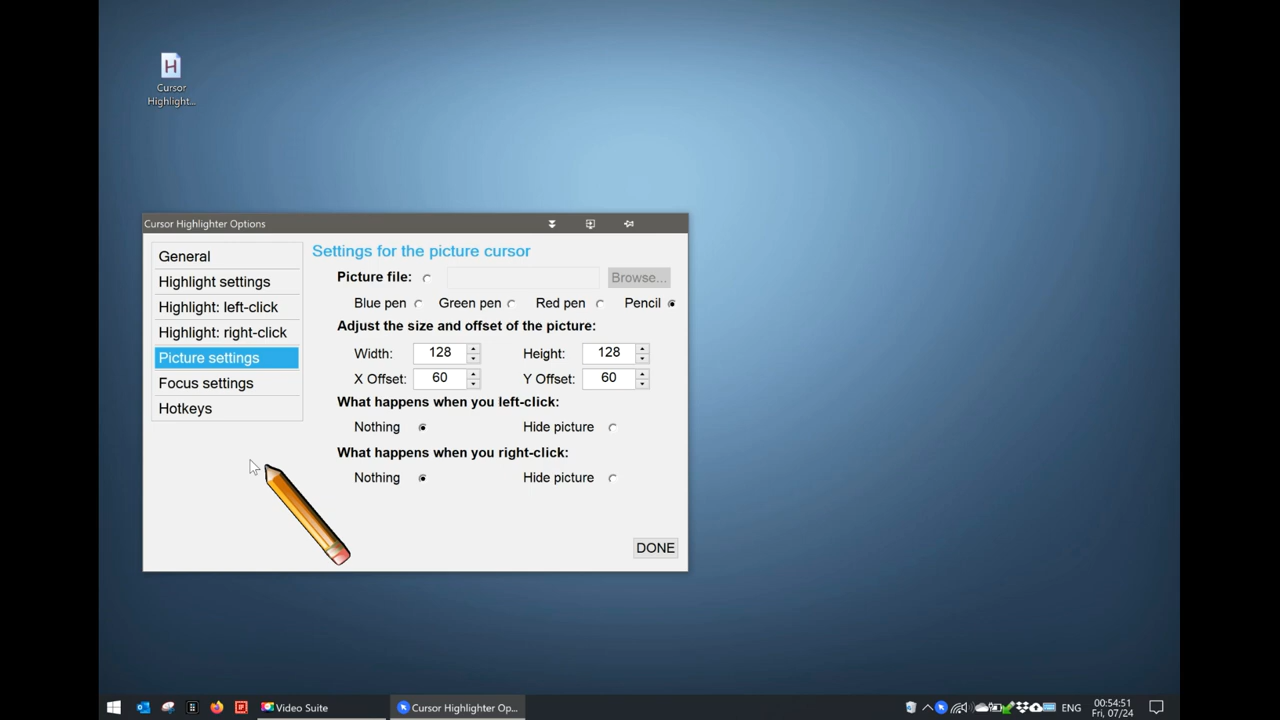 Cursor
Highlight...
Cursor Highlighter Options
General
Highlight settings
Highlight: left-click
Highlight: right-click
Picture settings
Focus settings
Hotkeys
Settings for the picture cursor
Picture file: Browse...
Blue pen Green pen Red pen Pencil
Adjust the size and offset of the picture:
Width: 128 Height: 128
X Offset: 60 Y Offset: 60
What happens when you left-click:
Nothing Hide picture
What happens when you right-click:
Nothing Hide picture
DONE
Video Suite
Cursor Highlighter Op...
ENG
00:54:51
Fri, 07/24